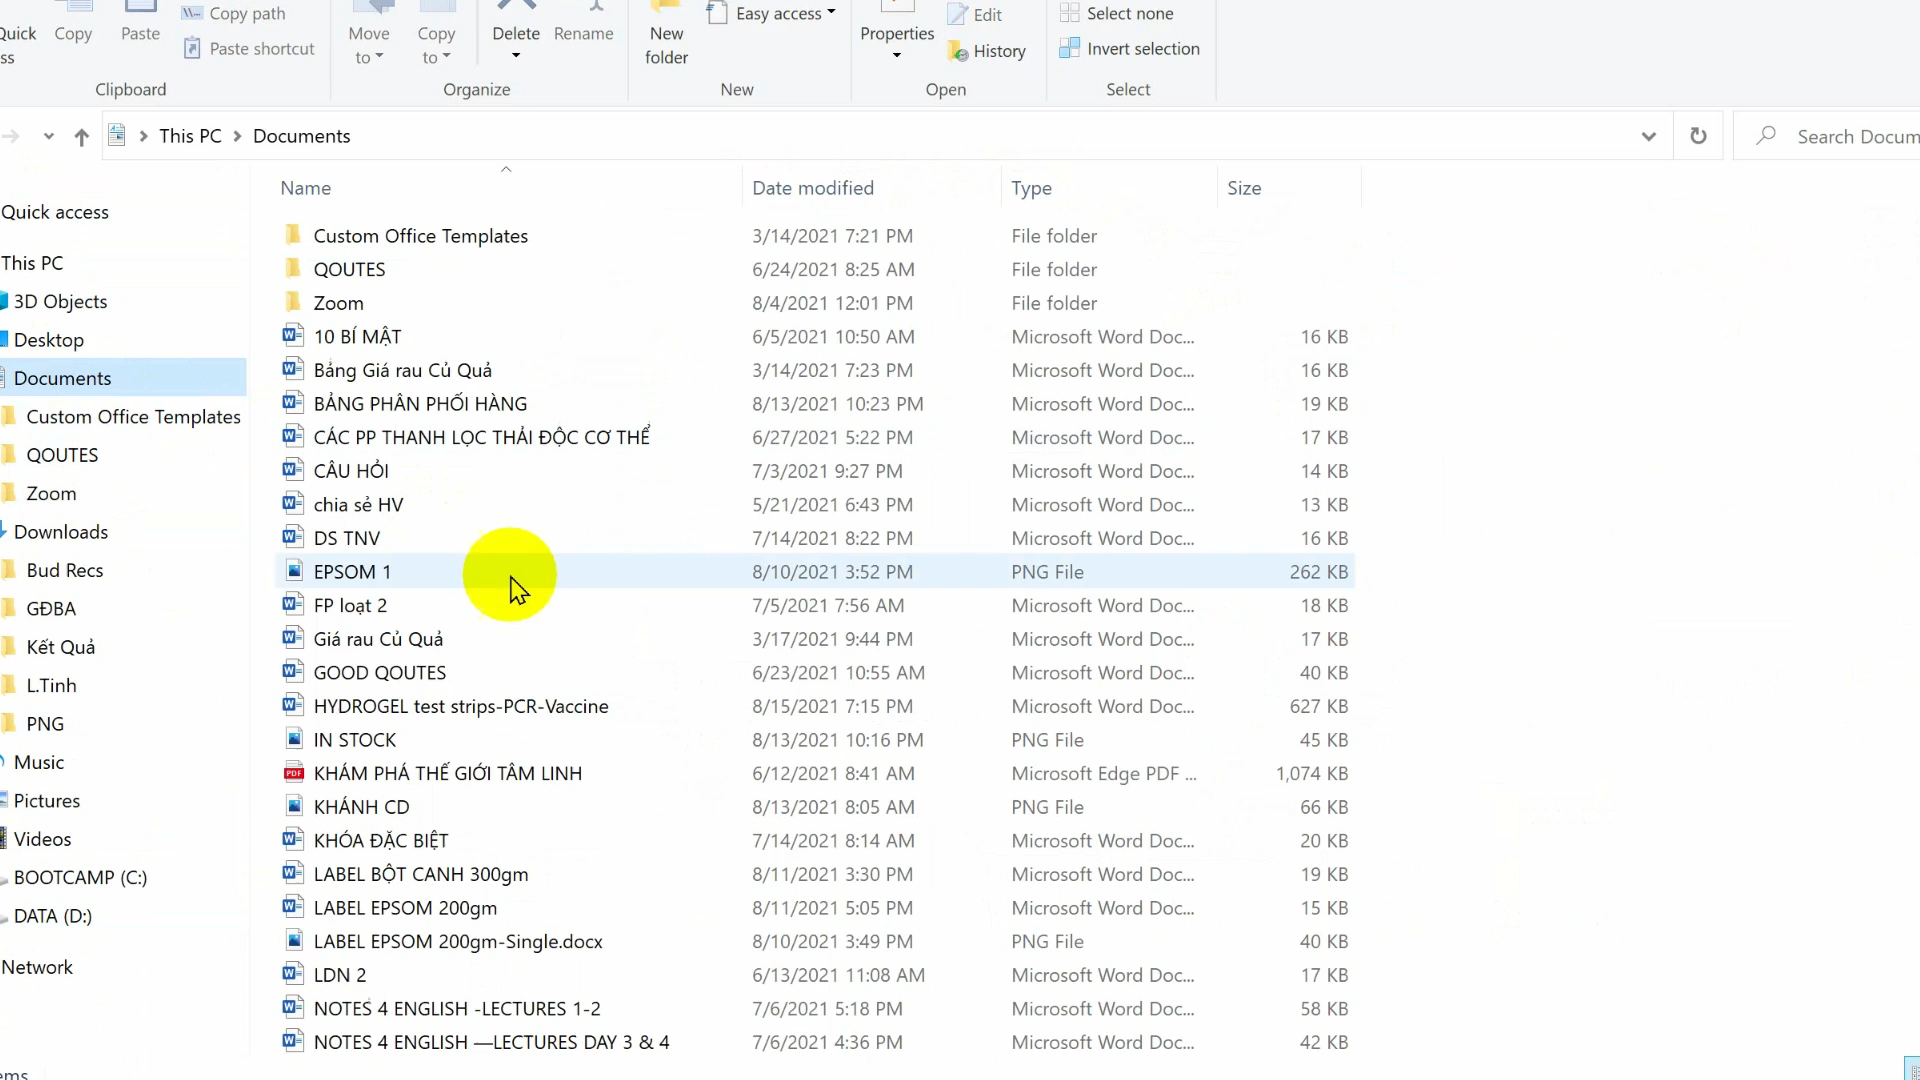 Quick
ss
Copy
Paste
Copy path
Paste shortcut
Clipboard
Move
to
Copy
to
Delete
Rename
Organize
New
folder
Easy access
New
Properties
Edit
History
Open
Select none
Invert selection
Select
This PC > Documents
Search Docum
Name Date modified Type Size
Quick access
This PC
3D Objects
Desktop
Documents
Custom Office Templates
QOUTES
Zoom
Downloads
Bud Recs
GĐBA
Kết Quả
L.Tinh
PNG
Music
Pictures
Videos
BOOTCAMP (C:)
DATA (D:)
Network
Custom Office Templates 3/14/2021 7:21 PM File folder
QOUTES 6/24/2021 8:25 AM File folder
Zoom 8/4/2021 12:01 PM File folder
10 BÍ MẬT 6/5/2021 10:50 AM Microsoft Word Doc... 16 KB
Bảng Giá rau Củ Quả 3/14/2021 7:23 PM Microsoft Word Doc... 16 KB
BẢNG PHÂN PHỐI HÀNG 8/13/2021 10:23 PM Microsoft Word Doc... 19 KB
CÁC PP THANH LỌC THẢI ĐỘC CƠ THỂ 6/27/2021 5:22 PM Microsoft Word Doc... 17 KB
CÂU HỎI 7/3/2021 9:27 PM Microsoft Word Doc... 14 KB
chia sẻ HV 5/21/2021 6:43 PM Microsoft Word Doc... 13 KB
DS TNV 7/14/2021 8:22 PM Microsoft Word Doc... 16 KB
EPSOM 1 8/10/2021 3:52 PM PNG File 262 KB
FP loạt 2 7/5/2021 7:56 AM Microsoft Word Doc... 18 KB
Giá rau Củ Quả 3/17/2021 9:44 PM Microsoft Word Doc... 17 KB
GOOD QOUTES 6/23/2021 10:55 AM Microsoft Word Doc... 40 KB
HYDROGEL test strips-PCR-Vaccine 8/15/2021 7:15 PM Microsoft Word Doc... 627 KB
IN STOCK 8/13/2021 10:16 PM PNG File 45 KB
PDF KHÁM PHÁ THẾ GIỚI TÂM LINH 6/12/2021 8:41 AM Microsoft Edge PDF ... 1,074 KB
KHÁNH CD 8/13/2021 8:05 AM PNG File 66 KB
KHÓA ĐẶC BIỆT 7/14/2021 8:14 AM Microsoft Word Doc... 20 KB
LABEL BỘT CANH 300gm 8/11/2021 3:30 PM Microsoft Word Doc... 19 KB
LABEL EPSOM 200gm 8/11/2021 5:05 PM Microsoft Word Doc... 15 KB
LABEL EPSOM 200gm-Single.docx 8/10/2021 3:49 PM PNG File 40 KB
LDN 2 6/13/2021 11:08 AM Microsoft Word Doc... 17 KB
NOTES 4 ENGLISH -LECTURES 1-2 7/6/2021 5:18 PM Microsoft Word Doc... 58 KB
NOTES 4 ENGLISH —LECTURES DAY 3 & 4 7/6/2021 4:36 PM Microsoft Word Doc... 42 KB